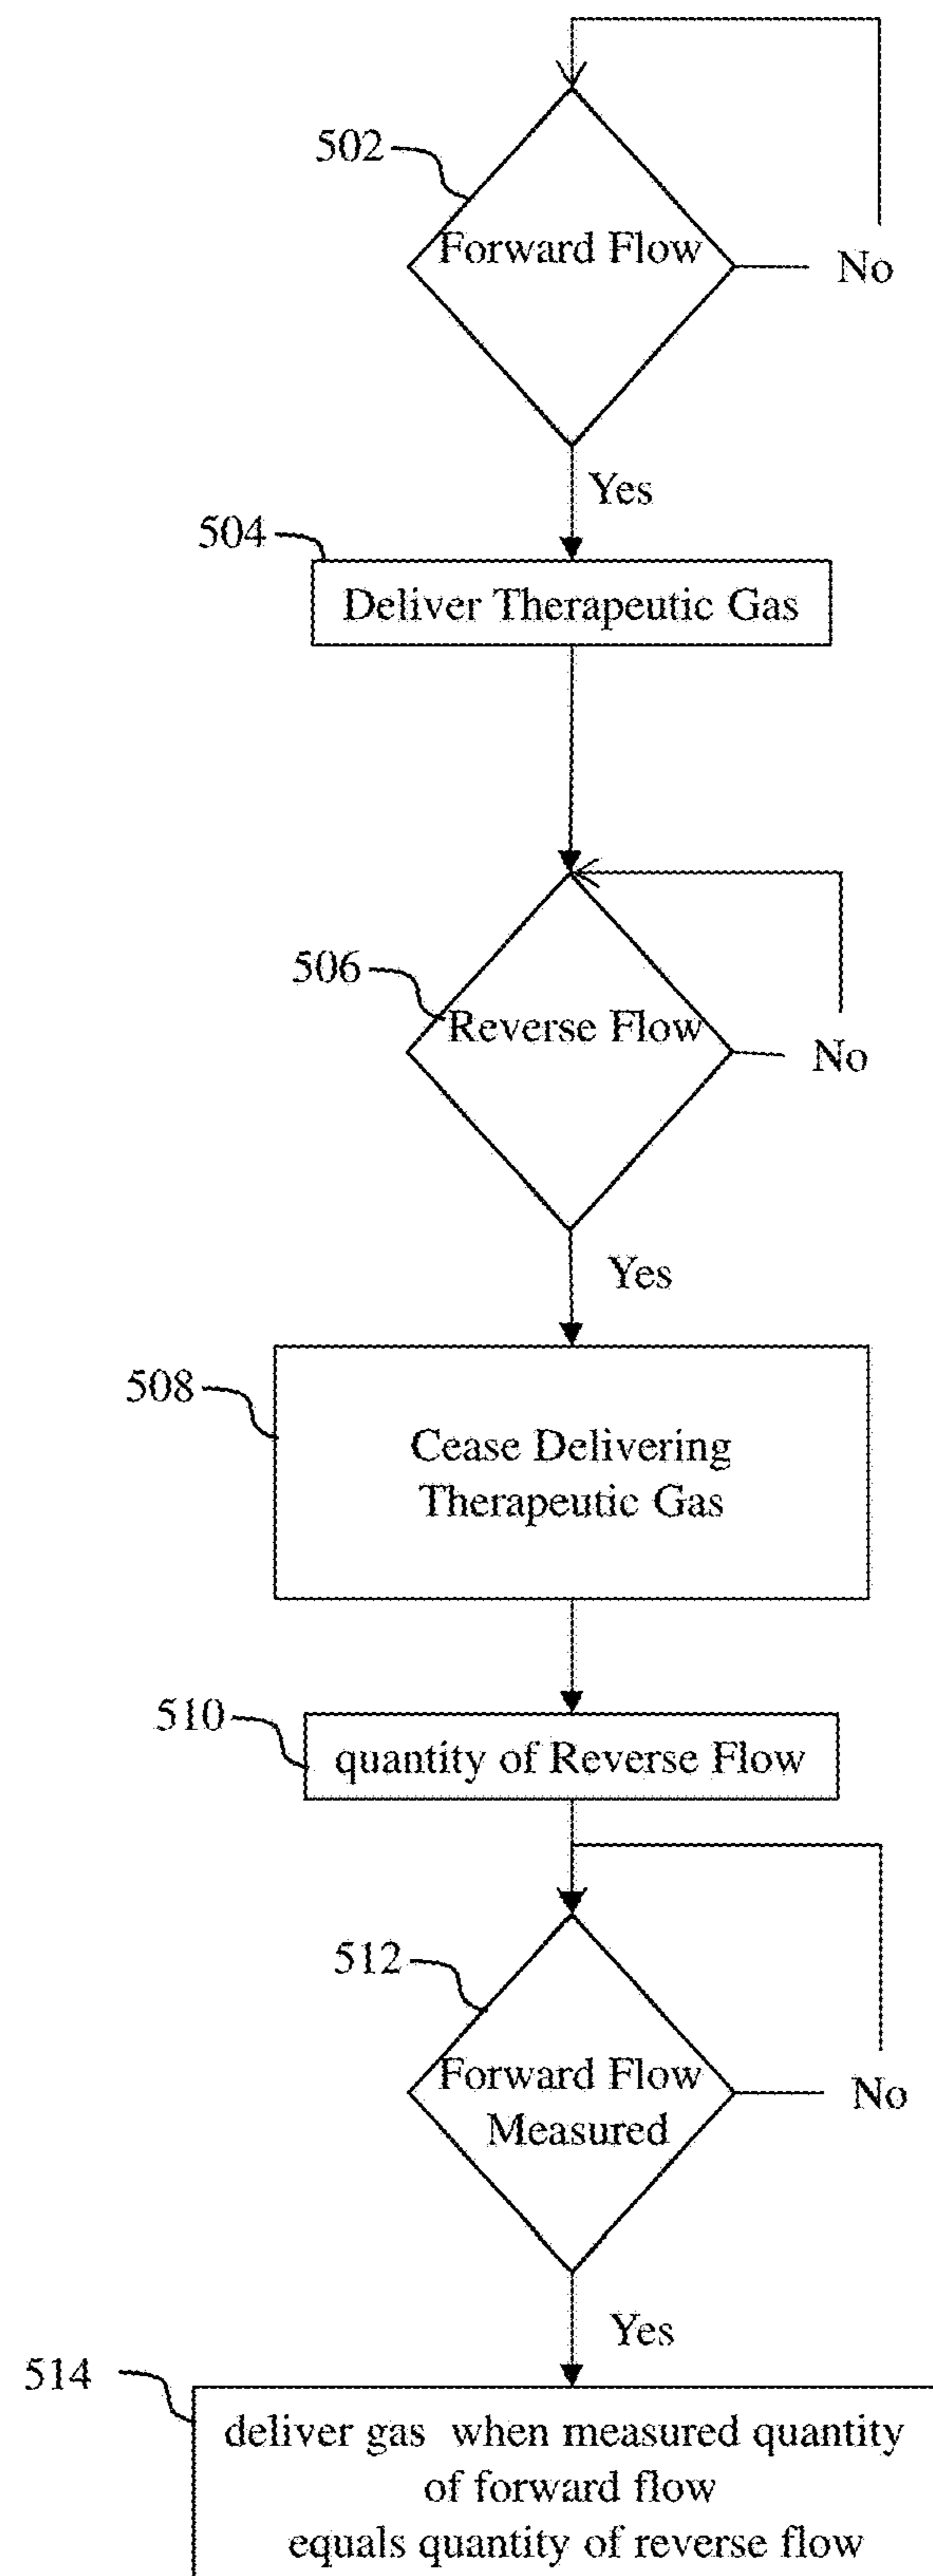 502
Forward Flow
No
Yes
504
Deliver Therapeutic Gas
506
Reverse Flow
No
Yes
508
Cease Delivering
Therapeutic Gas
510
quantity of Reverse Flow
512
Forward Flow
Measured
No
Yes
514
deliver gas when measured quantity
of forward flow
equals quantity of reverse flow